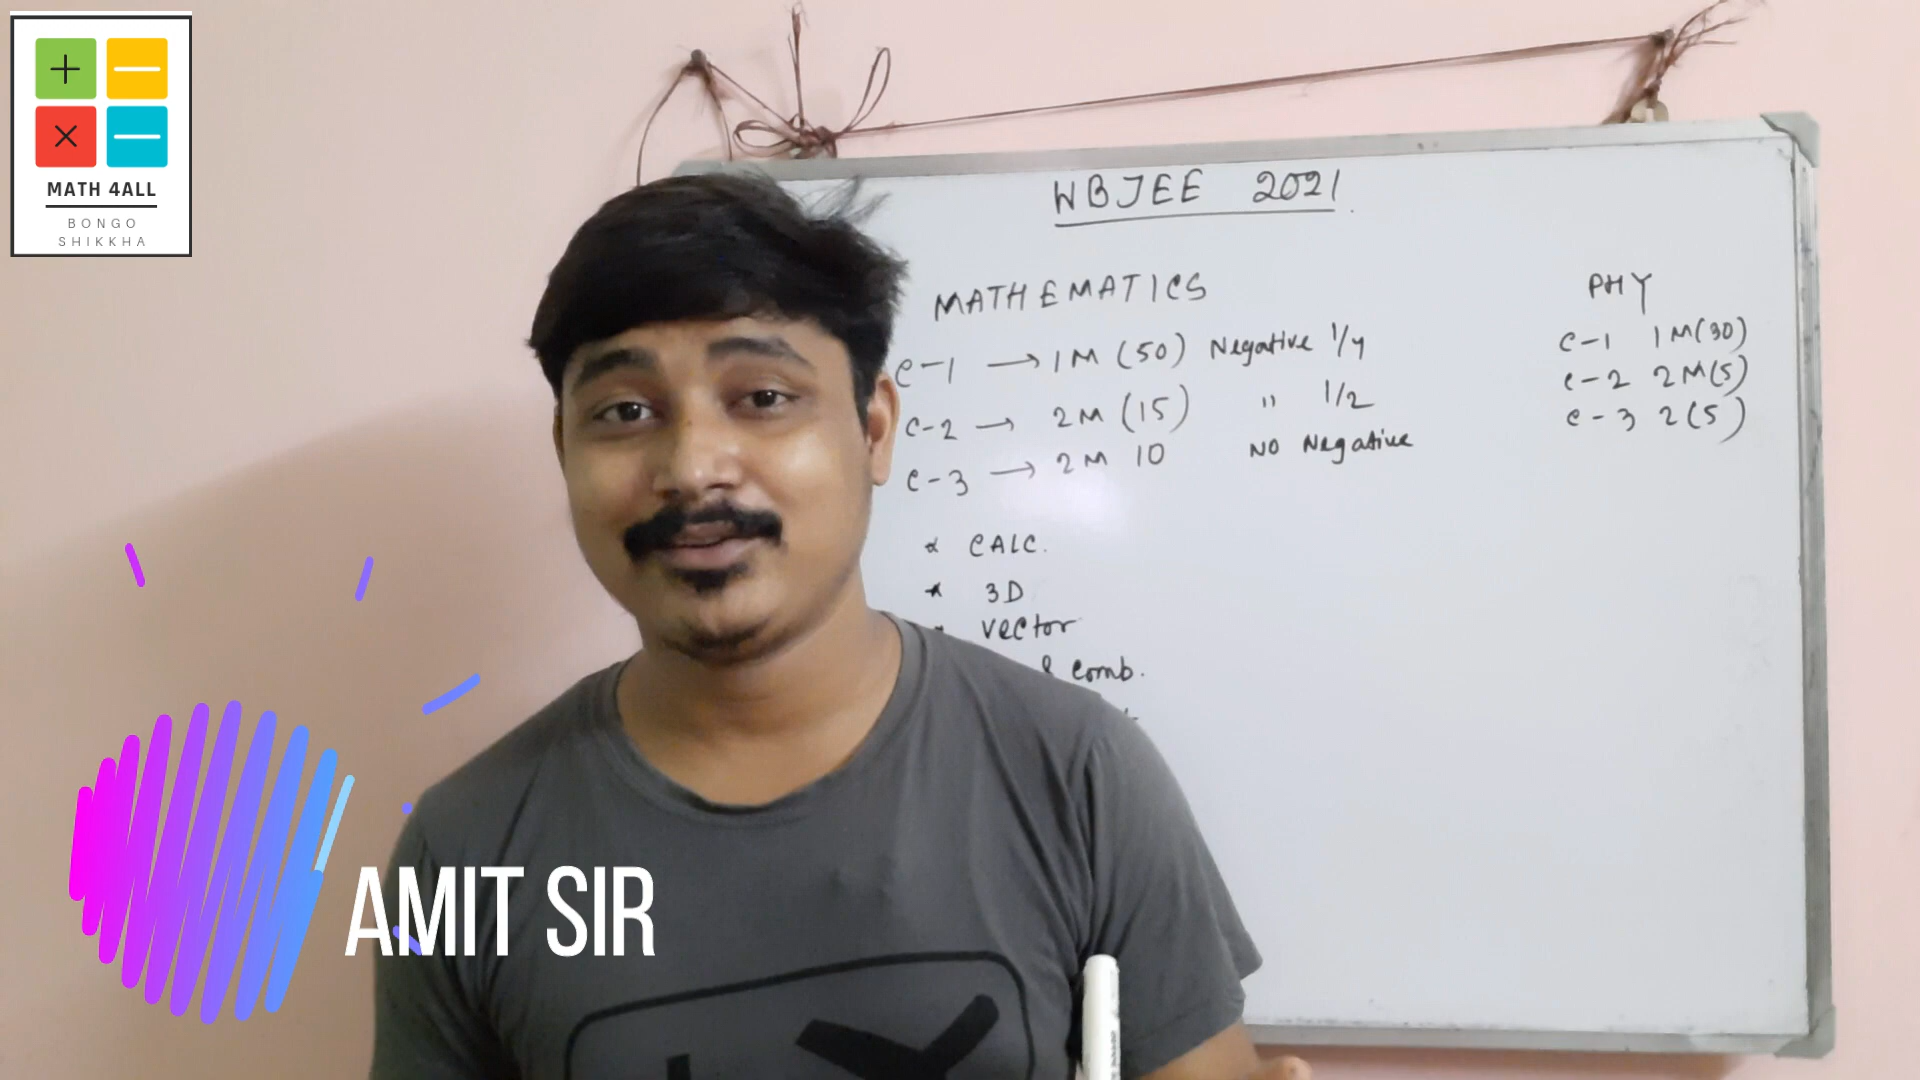 MATH 4ALL
BONGO
SHIKKHA
WBJEE 2021.
MATHEMATICS
C-1 → 1M (50) Negative 1/4
C-2 → 2M (15) " 1/2
C-3 → 2M 10 NO Negative
* CALC.
* 3D
vector
& comb.
PHY
C-1 1M(30)
C-2 2M(5)
C-3 2(5)
AMIT SIR